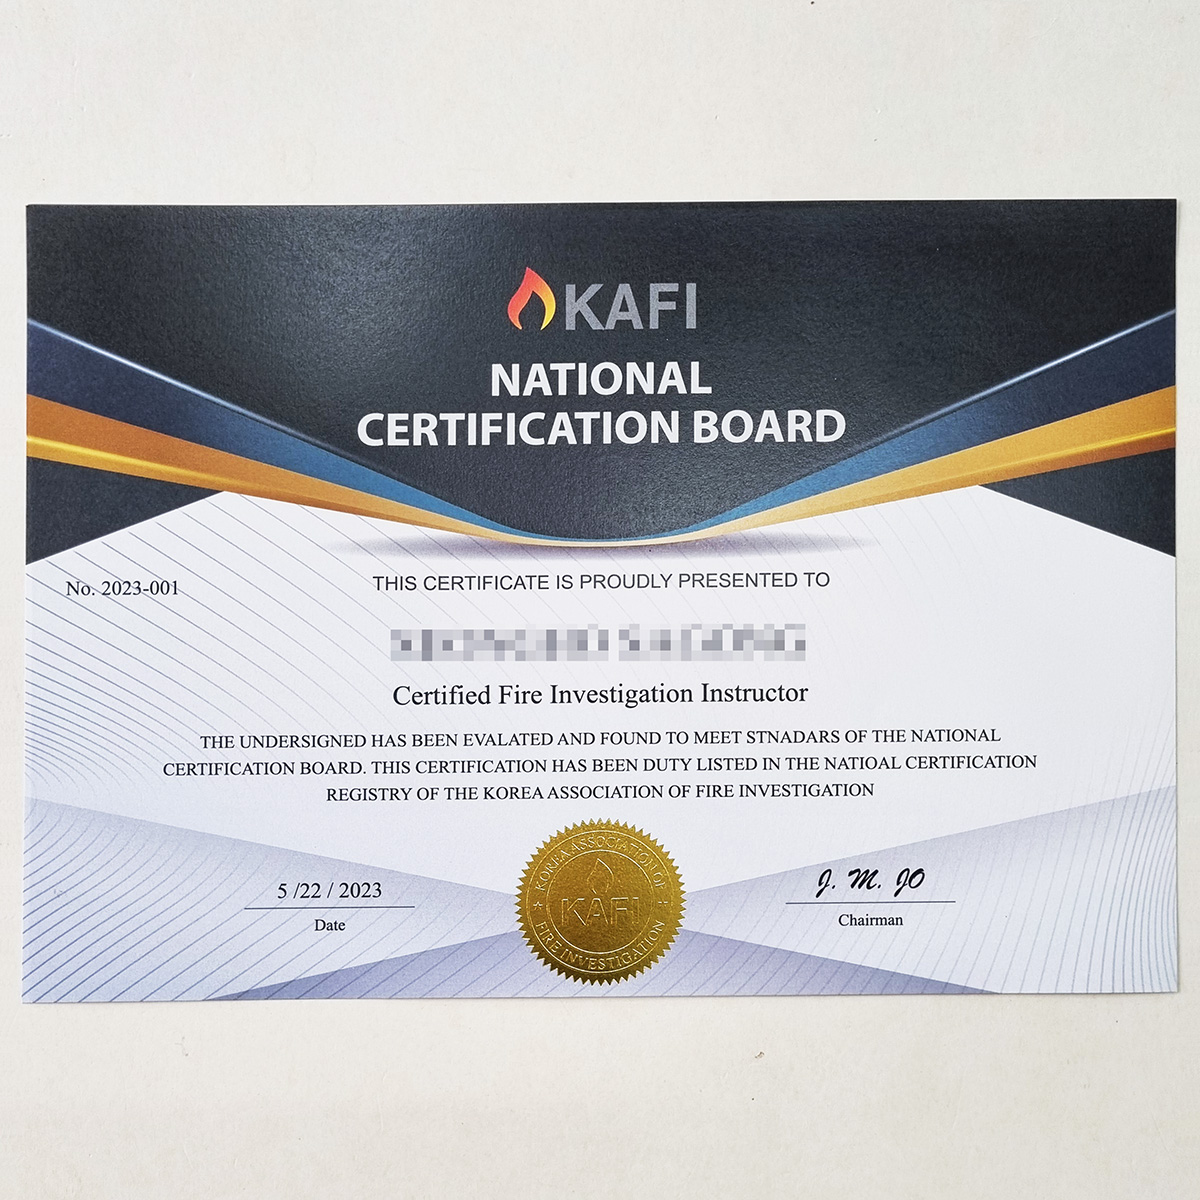 KAFI
NATIONAL
CERTIFICATION BOARD
No. 2023-001
THIS CERTIFICATE IS PROUDLY PRESENTED TO
Certified Fire Investigation Instructor
THE UNDERSIGNED HAS BEEN EVALATED AND FOUND TO MEET STNADARS OF THE NATIONAL
CERTIFICATION BOARD. THIS CERTIFICATION HAS BEEN DUTY LISTED IN THE NATIOAL CERTIFICATION
REGISTRY OF THE KOREA ASSOCIATION OF FIRE INVESTIGATION
5 /22 / 2023
Date
KOREA ASSOCIATION OF
KAFI
FIRE INVESTIGATION
J. M. JO
Chairman